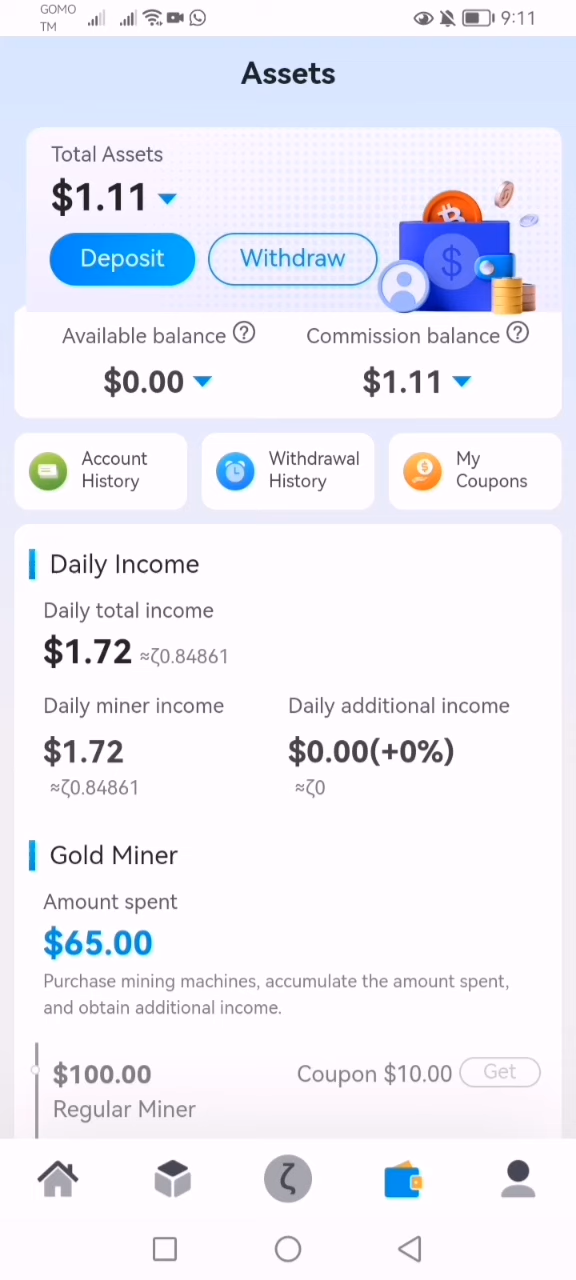 GOMO
TM
9:11
Assets
Total Assets
$1.11
Deposit
Withdraw
Available balance ?
Commission balance ?
$0.00
$1.11
Account
History
Withdrawal
History
My
Coupons
Daily Income
Daily total income
$1.72 ≈ζ0.84861
Daily miner income
Daily additional income
$1.72
$0.00(+0%)
≈ζ0.84861
≈ζ0
Gold Miner
Amount spent
$65.00
Purchase mining machines, accumulate the amount spent,
and obtain additional income.
$100.00
Coupon $10.00 Get
Regular Miner
ζ